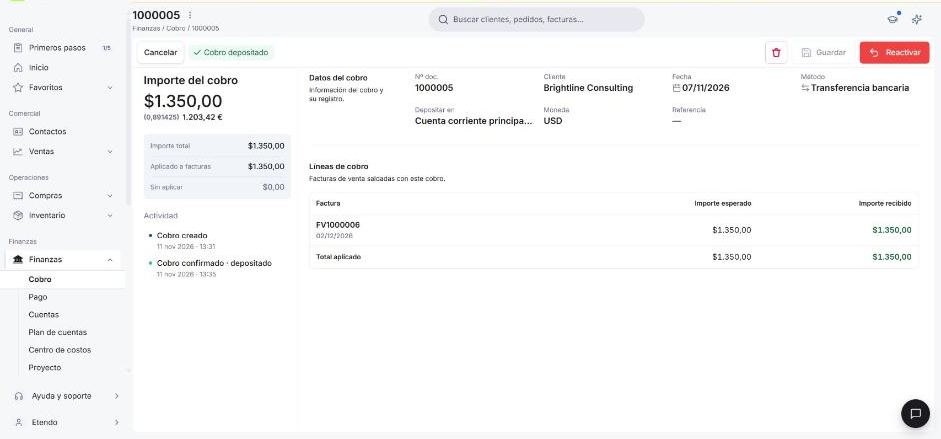 1000005
Finanzas / Cobro / 1000005
Buscar clientes, pedidos, facturas...
General
Primeros pasos 1/5
Inicio
Favoritos
Comercial
Contactos
Ventas
Operaciones
Compras
Inventario
Finanzas
Finanzas
Cobro
Pago
Cuentas
Plan de cuentas
Centro de costos
Proyecto
Ayuda y soporte
Etendo
Cancelar
Cobro depositado
Guardar
Reactivar
Importe del cobro
$1.350,00
(0,891425) 1.203,42 €
Importe total $1.350,00
Aplicado a facturas $1.350,00
Sin aplicar $0,00
Actividad
Cobro creado
11 nov 2026 · 13:31
Cobro confirmado · depositado
11 nov 2026 · 13:35
Datos del cobro
Información del cobro y
su registro.
Nº doc.
1000005
Cliente
Brightline Consulting
Fecha
07/11/2026
Método
Transferencia bancaria
Depositar en
Cuenta corriente principa...
Moneda
USD
Referencia
—
Líneas de cobro
Facturas de venta saldadas con este cobro.
Factura Importe esperado Importe recibido
FV1000006 $1.350,00 $1.350,00
02/12/2026
Total aplicado $1.350,00 $1.350,00